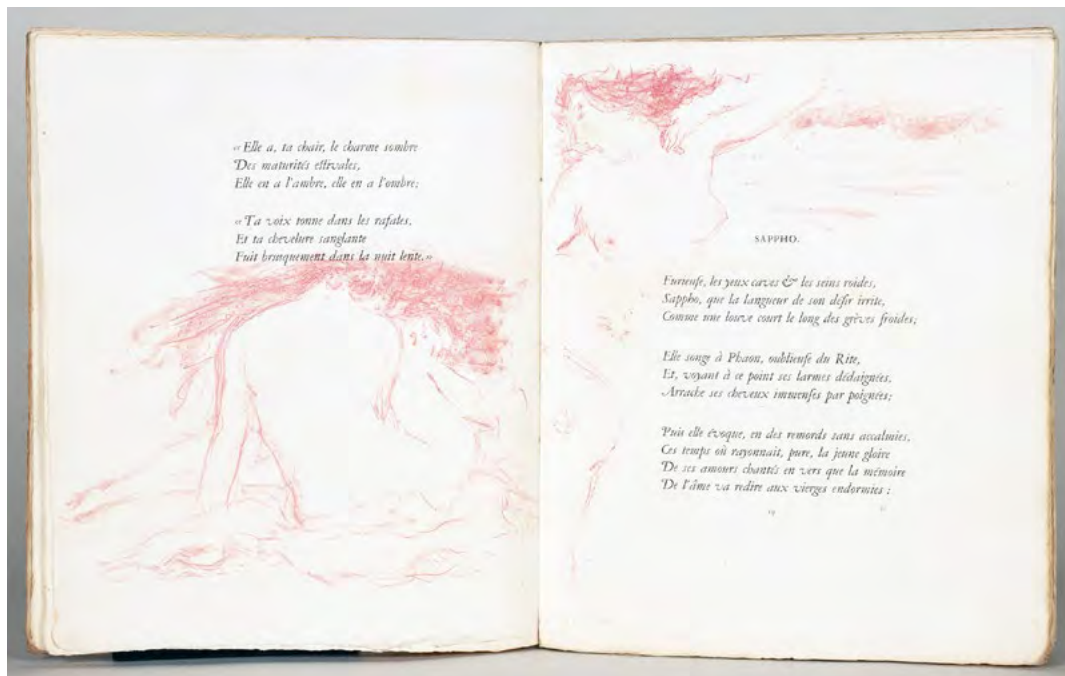 « Elle a, ta chair, le charme sombre
Des maturités estivales,
Elle en a l'ambre, elle en a l'ombre;
« Ta voix tonne dans les rafales,
Et ta chevelure sanglante
Fuit brusquement dans la nuit lente. »
SAPPHO.
Furieuse, les yeux caves & les seins roides,
Sappho, que la langueur de son désir irrite,
Comme une louve court le long des grèves froides;
Elle songe à Phaon, oublieuse du Rite,
Et, voyant à ce point ses larmes dédaignées,
Arrache ses cheveux immenses par poignées;
Puis elle évoque, en des remords sans accalmies,
Ces temps où rayonnait, pure, la jeune gloire
De ses amours chantés en vers que la mémoire
De l'âme va redire aux vierges endormies :